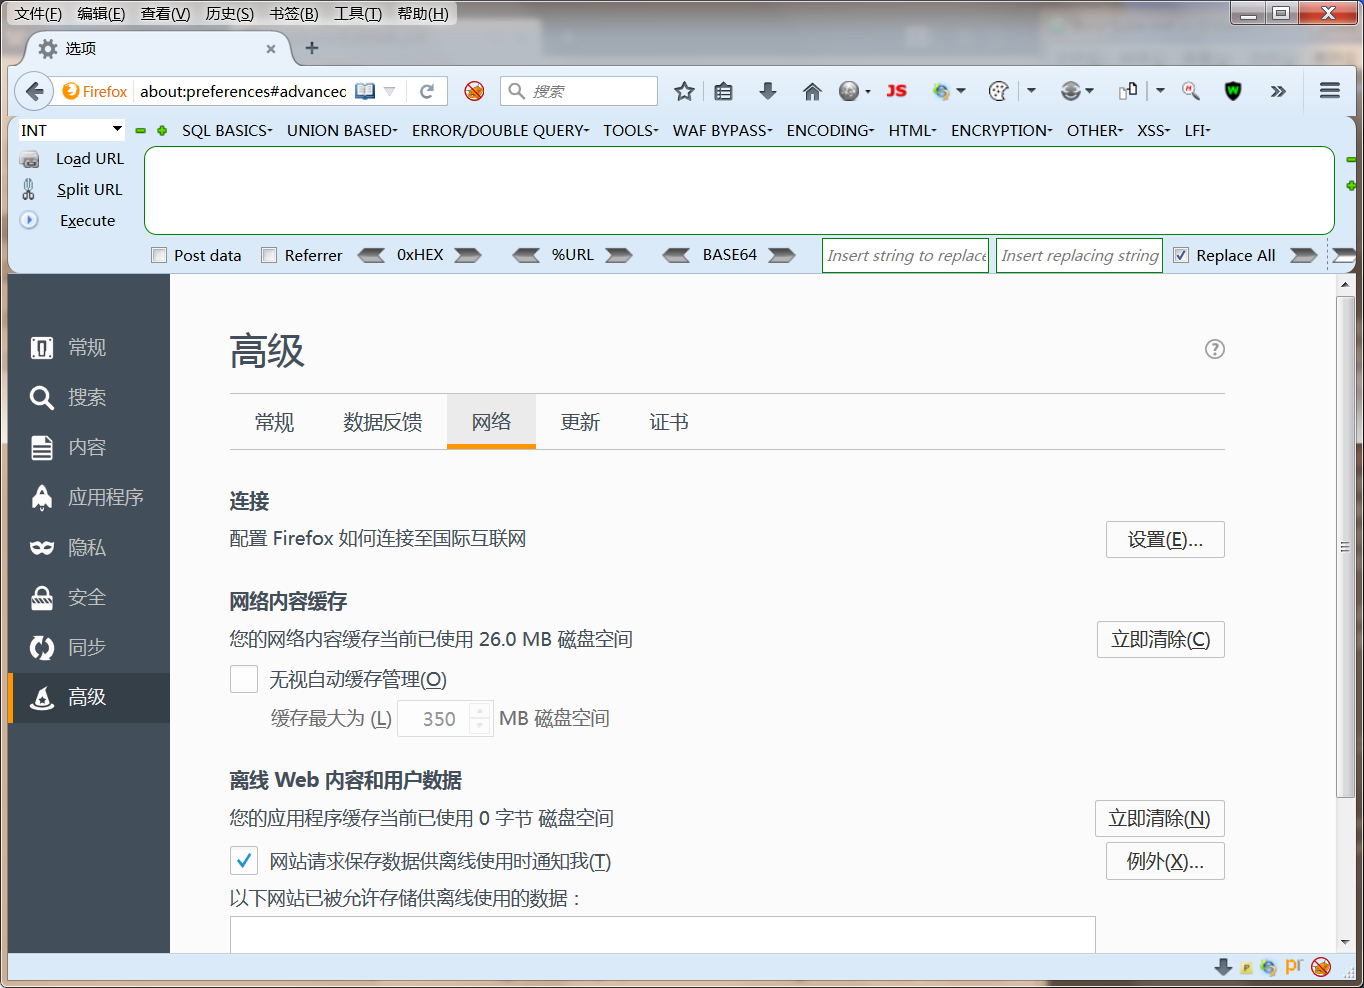 文件(F) 编辑(E) 查看(V) 历史(S) 书签(B) 工具(T) 帮助(H)
选项
Firefox about:preferences#advanced 搜索 JS
INT SQL BASICS UNION BASED ERROR/DOUBLE QUERY TOOLS WAF BYPASS ENCODING HTML ENCRYPTION OTHER XSS LFI
Load URL
Split URL
Execute
Post data Referrer 0xHEX %URL BASE64 Insert string to replace Insert replacing string Replace All
常规
搜索
内容
应用程序
隐私
安全
同步
高级
高级
常规 数据反馈 网络 更新 证书
连接
配置 Firefox 如何连接至国际互联网 设置(E)...
网络内容缓存
您的网络内容缓存当前已使用 26.0 MB 磁盘空间 立即清除(C)
无视自动缓存管理(O)
缓存最大为 (L) 350 MB 磁盘空间
离线 Web 内容和用户数据
您的应用程序缓存当前已使用 0 字节 磁盘空间 立即清除(N)
网站请求保存数据供离线使用时通知我(T) 例外(X)...
以下网站已被允许存储供离线使用的数据：
pr